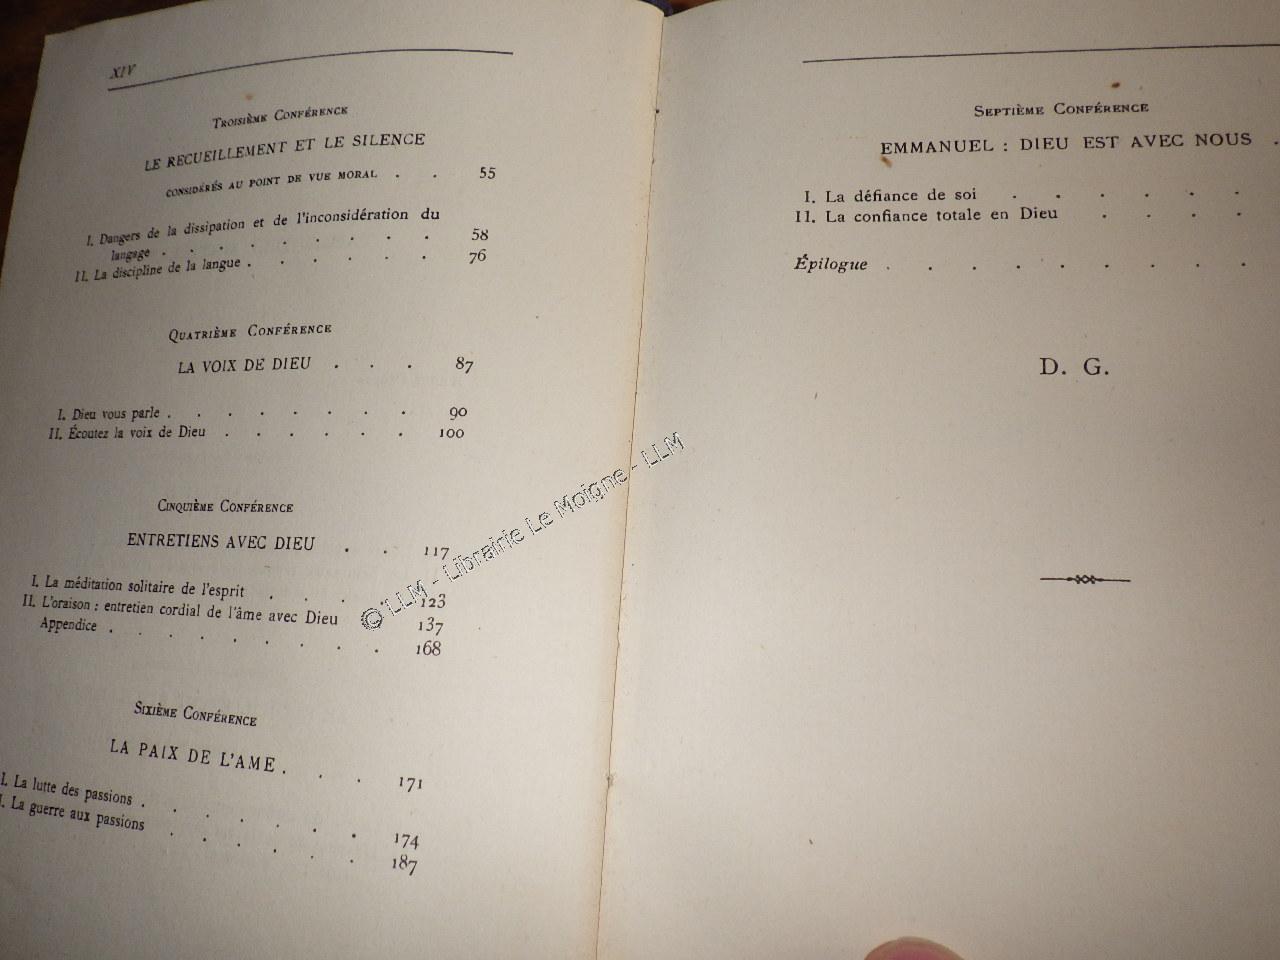 XIV
Troisième Conférence
LE RECUEILLEMENT ET LE SILENCE
considérés au point de vue moral . . 55
I. Dangers de la dissipation et de l'inconsidération du
langage . . . . . . . . 58
II. La discipline de la langue . . . . . . 76
Quatrième Conférence
LA VOIX DE DIEU . . . 87
I. Dieu vous parle . . . . . . . . 90
II. Écoutez la voix de Dieu . . . . . . 100
Cinquième Conférence
ENTRETIENS AVEC DIEU . . 117
I. La méditation solitaire de l'esprit . . . 123
II. L'oraison : entretien cordial de l'âme avec Dieu 137
Appendice . . . . . . . . . 168
Sixième Conférence
LA PAIX DE L'AME . . . 171
I. La lutte des passions . . . . . . . 174
I. La guerre aux passions . . . . . . 187
Septième Conférence
EMMANUEL : DIEU EST AVEC NOUS .
I. La défiance de soi . . . . . .
II. La confiance totale en Dieu . . . .
Épilogue . . . . . . . . .
D. G.
© LLM - Librairie Le Moigne - LLM